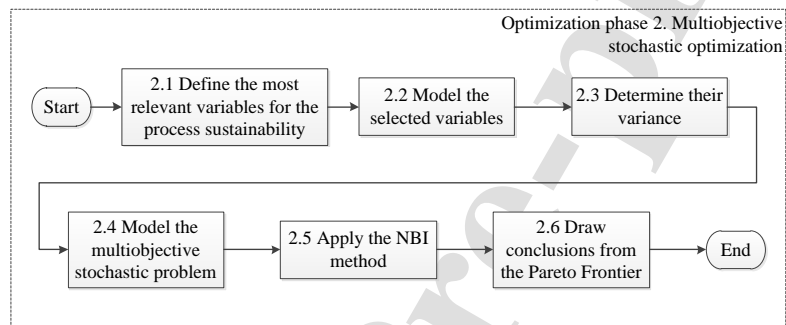 Optimization phase 2. Multiobjective
stochastic optimization
Start
2.1 Define the most
relevant variables for the
process sustainability
2.2 Model the
selected variables
2.3 Determine their
variance
2.4 Model the
multiobjective
stochastic problem
2.5 Apply the NBI
method
2.6 Draw
conclusions from
the Pareto Frontier
End